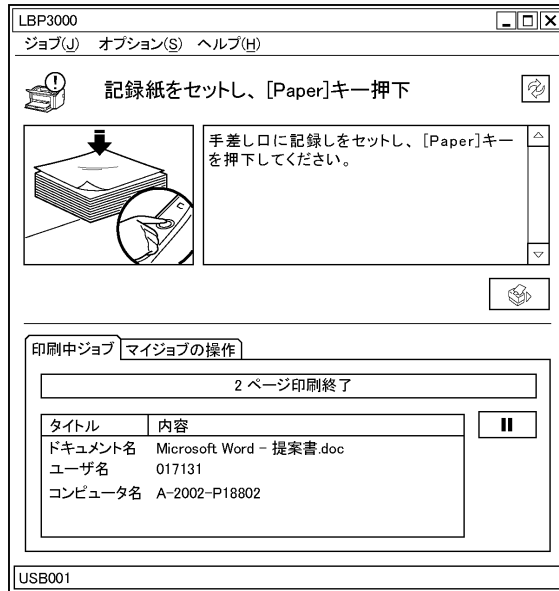 LBP3000
ジョブ(J) オプション(S) ヘルプ(H)
記録紙をセットし、[Paper]キー押下
手差し口に記録しをセットし、[Paper]キー
を押下してください。
印刷中ジョブ マイジョブの操作
2 ページ印刷終了
タイトル 内容
ドキュメント名 Microsoft Word - 提案書.doc
ユーザ名 017131
コンピュータ名 A-2002-P18802
USB001